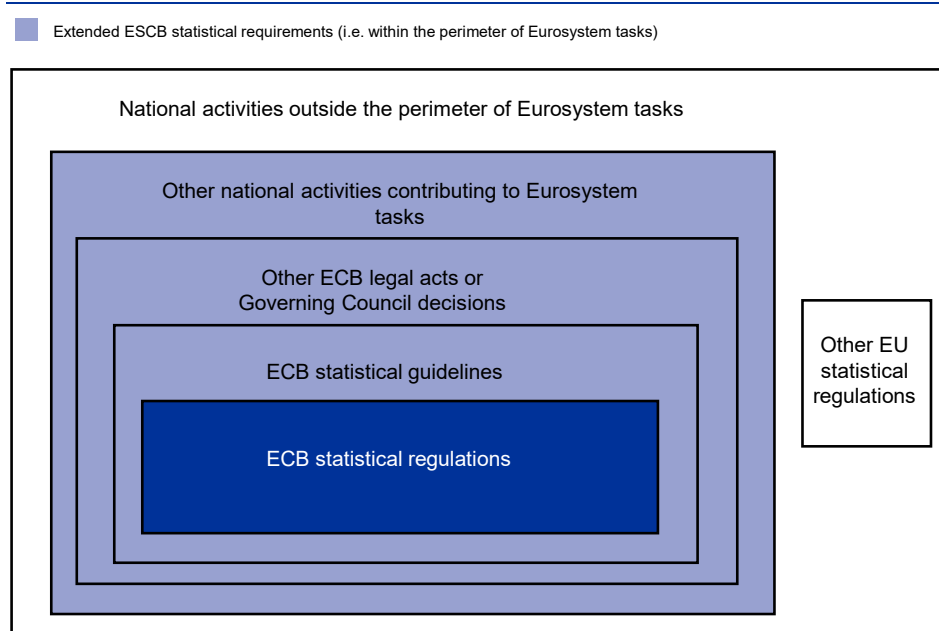 Extended ESCB statistical requirements (i.e. within the perimeter of Eurosystem tasks)
National activities outside the perimeter of Eurosystem tasks
Other national activities contributing to Eurosystem
tasks
Other ECB legal acts or
Governing Council decisions
ECB statistical guidelines
ECB statistical regulations
Other EU
statistical
regulations